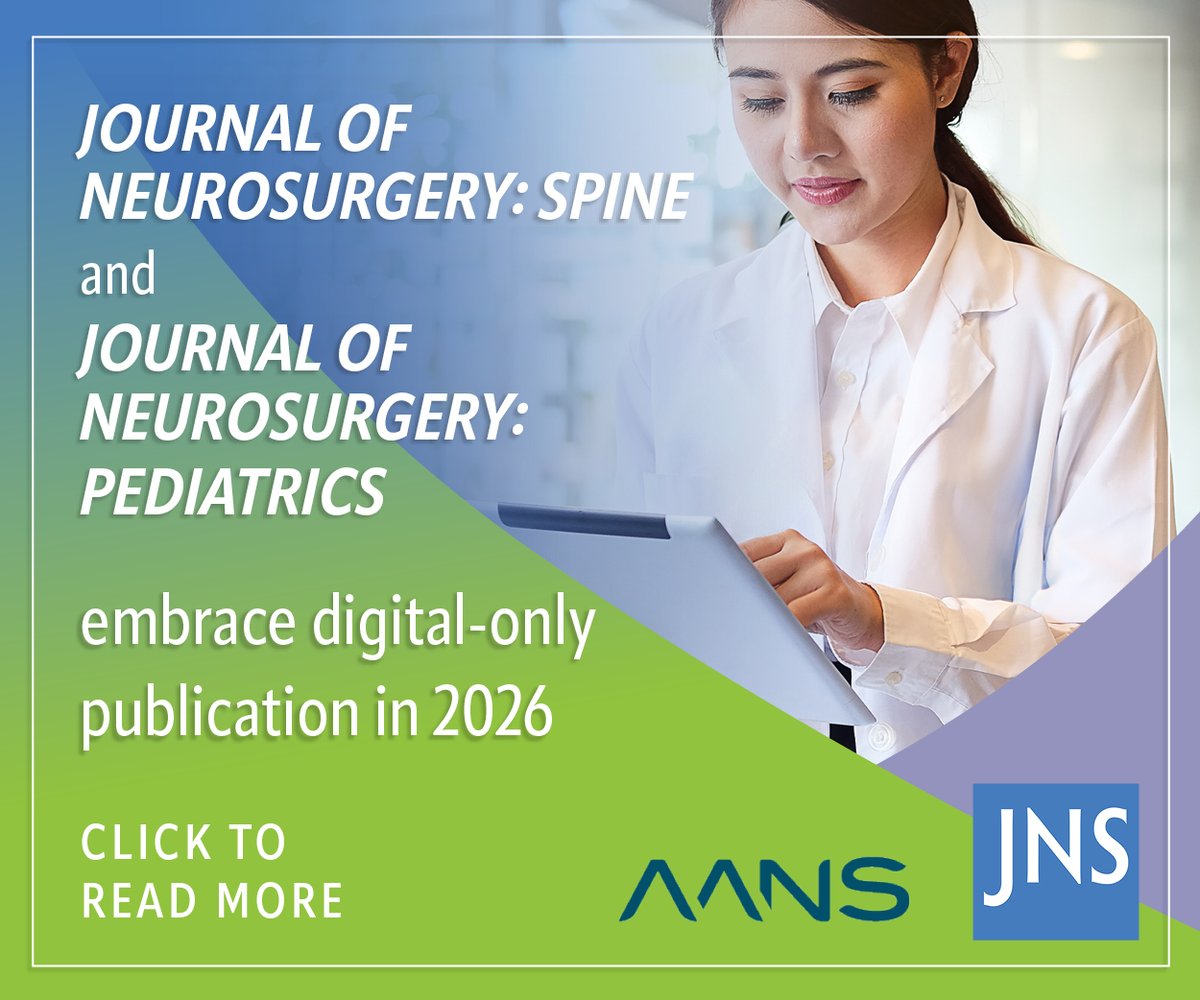 JOURNAL OF
NEUROSURGERY: SPINE
and
JOURNAL OF
NEUROSURGERY:
PEDIATRICS
embrace digital-only
publication in 2026
CLICK TO
READ MORE
AANS
JNS